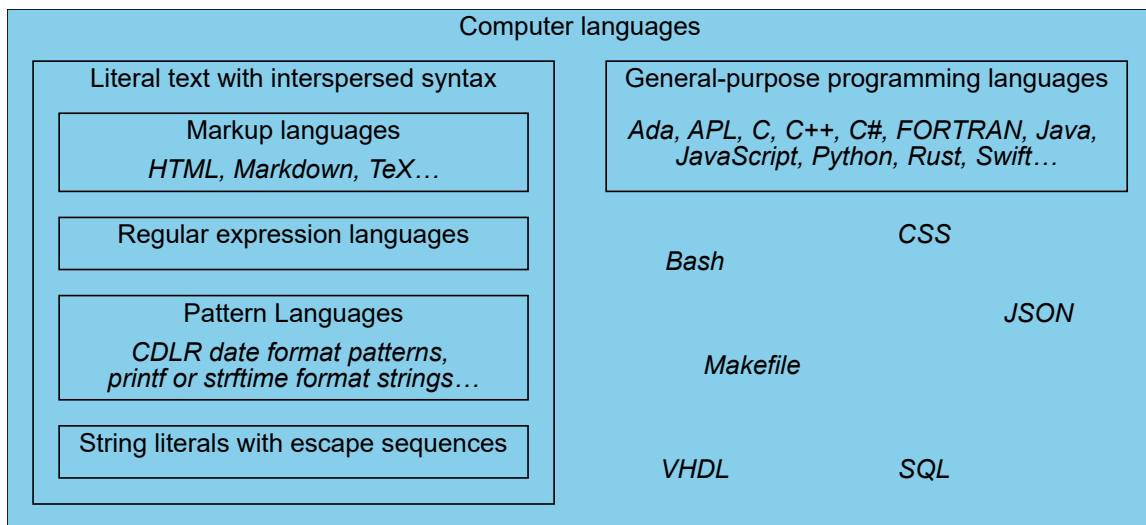 Computer languages
Literal text with interspersed syntax
Markup languages
HTML, Markdown, TeX…
Regular expression languages
Pattern Languages
CDLR date format patterns,
printf or strftime format strings…
String literals with escape sequences
General-purpose programming languages
Ada, APL, C, C++, C#, FORTRAN, Java,
JavaScript, Python, Rust, Swift…
CSS
Bash
JSON
Makefile
VHDL
SQL